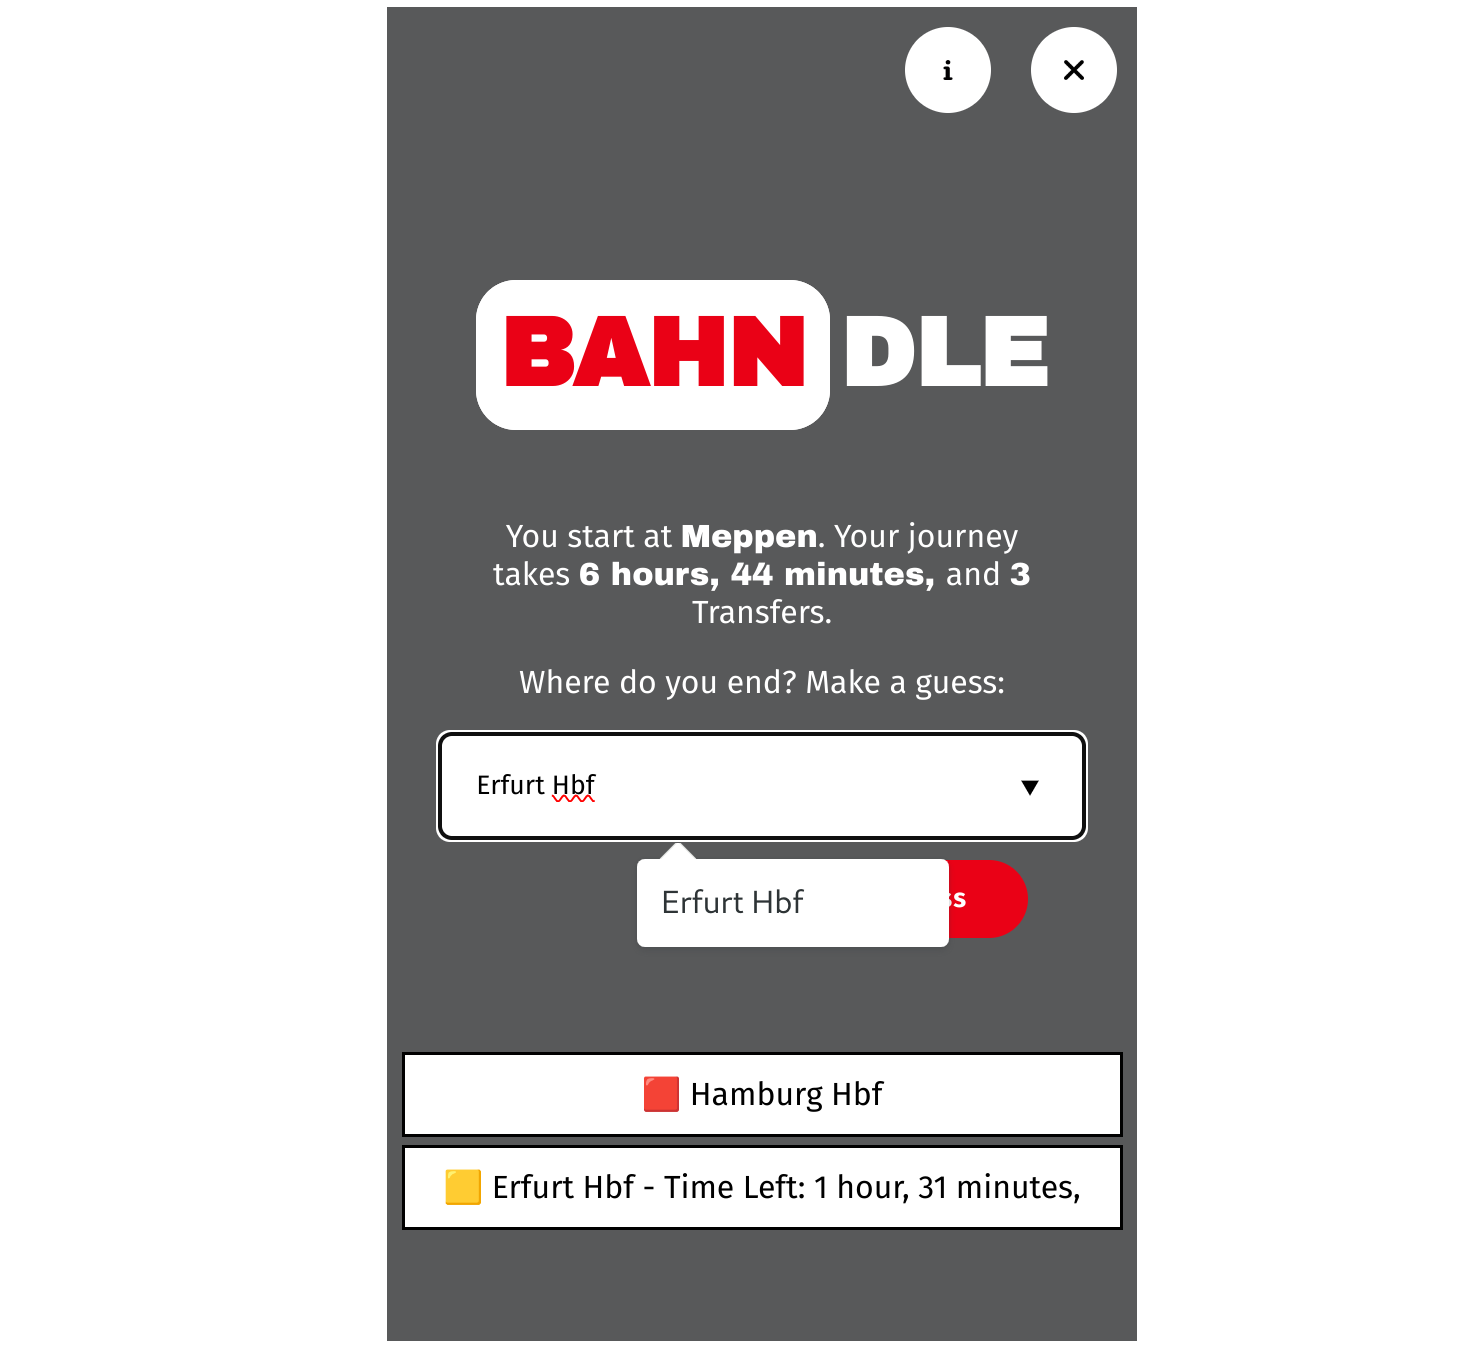 i
BAHN DLE
You start at Meppen. Your journey
takes 6 hours, 44 minutes, and 3
Transfers.
Where do you end? Make a guess:
Erfurt Hbf
Erfurt Hbf
Hamburg Hbf
Erfurt Hbf - Time Left: 1 hour, 31 minutes,